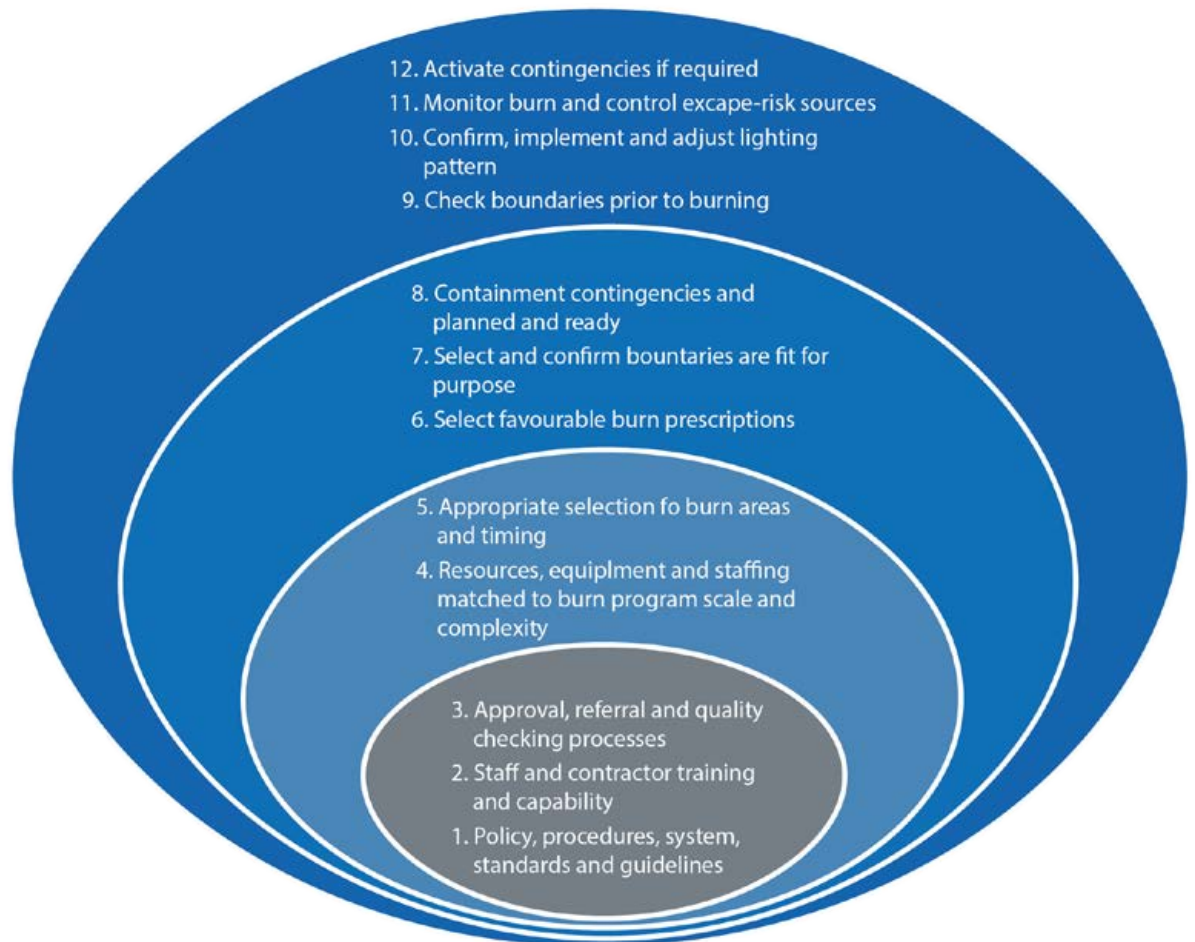 12. Activate contingencies if required
11. Monitor burn and control excape-risk sources
10. Confirm, implement and adjust lighting
pattern
9. Check boundaries prior to burning
8. Containment contingencies and
planned and ready
7. Select and confirm bountaries are fit for
purpose
6. Select favourable burn prescriptions
5. Appropriate selection fo burn areas
and timing
4. Resources, equiplment and staffing
matched to burn program scale and
complexity
3. Approval, referral and quality
checking processes
2. Staff and contractor training
and capability
1. Policy, procedures, system,
standards and guidelines